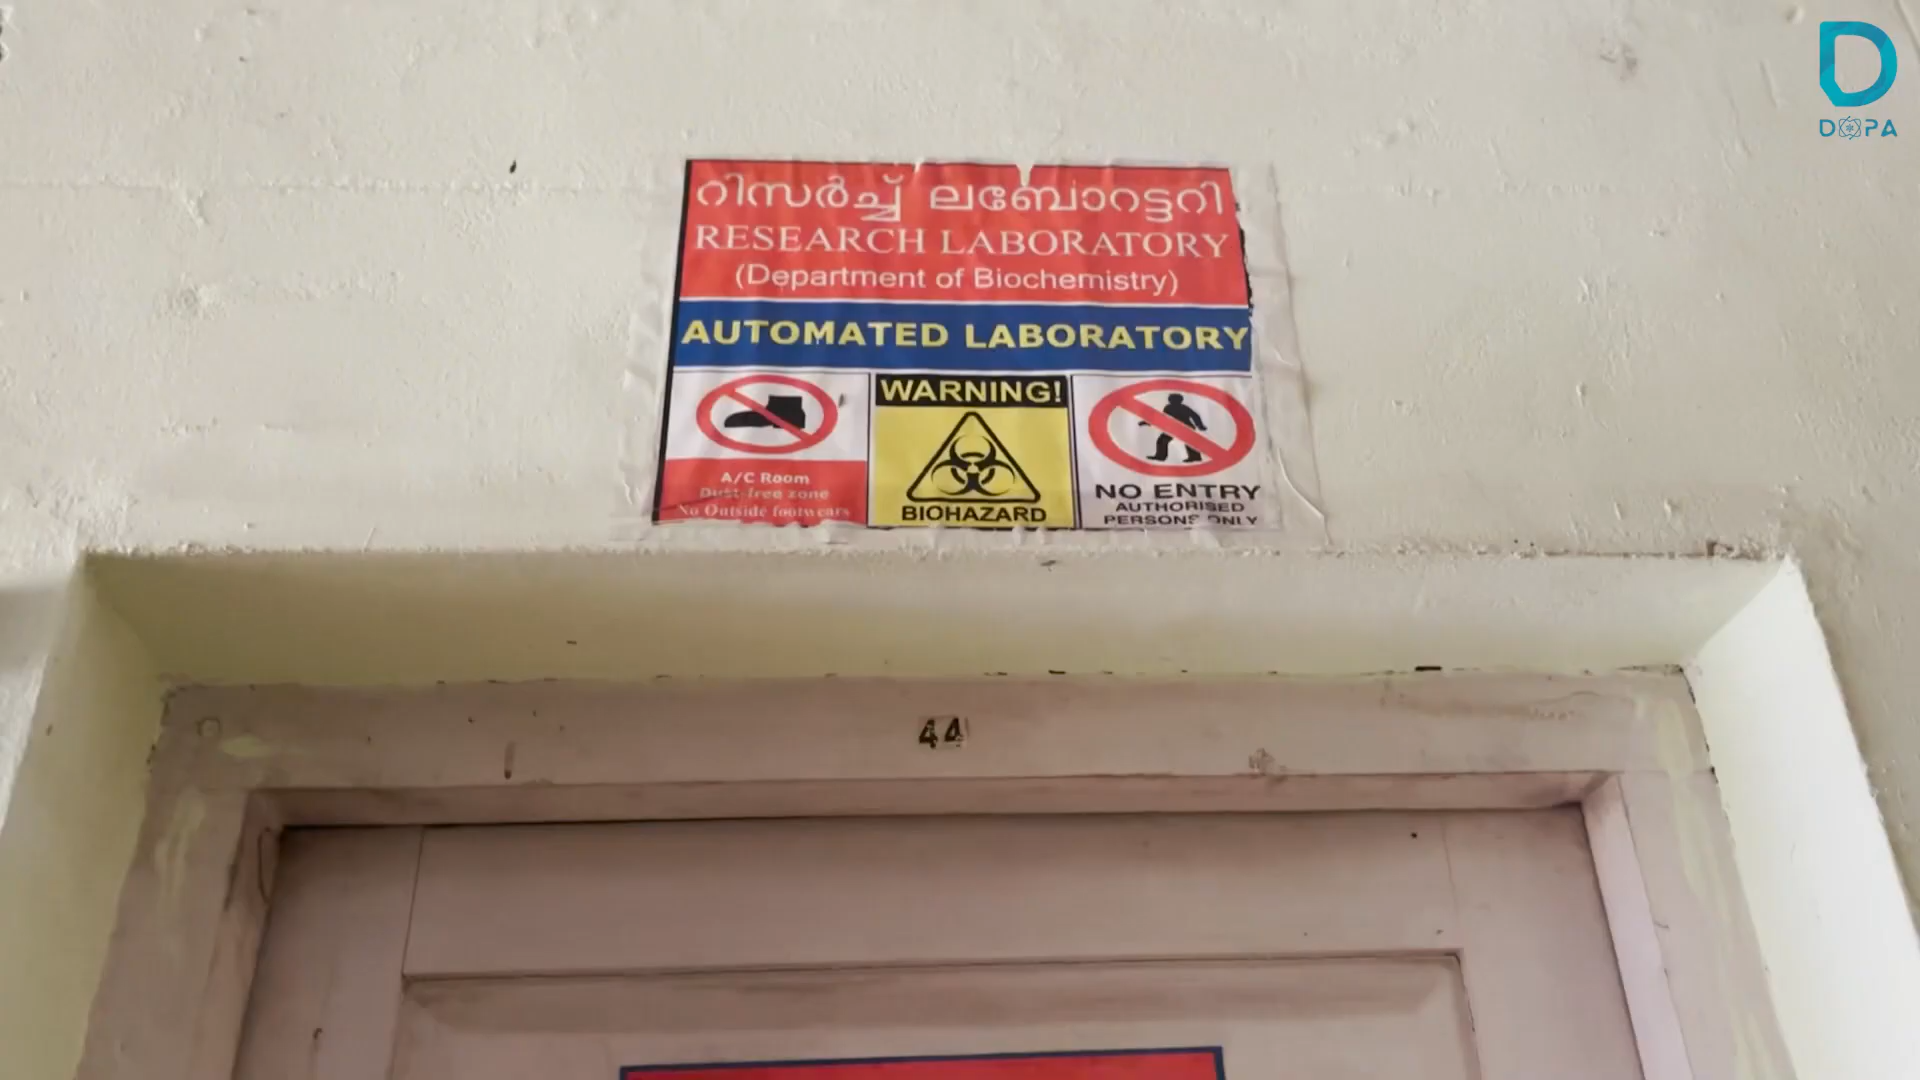 റിസർച്ച് ലബോറട്ടറി
RESEARCH LABORATORY
(Department of Biochemistry)
AUTOMATED LABORATORY
A/C Room
Dust-free zone
No Outside footwears
WARNING!
BIOHAZARD
NO ENTRY
AUTHORISED
PERSONS ONLY
44
D
DOPA